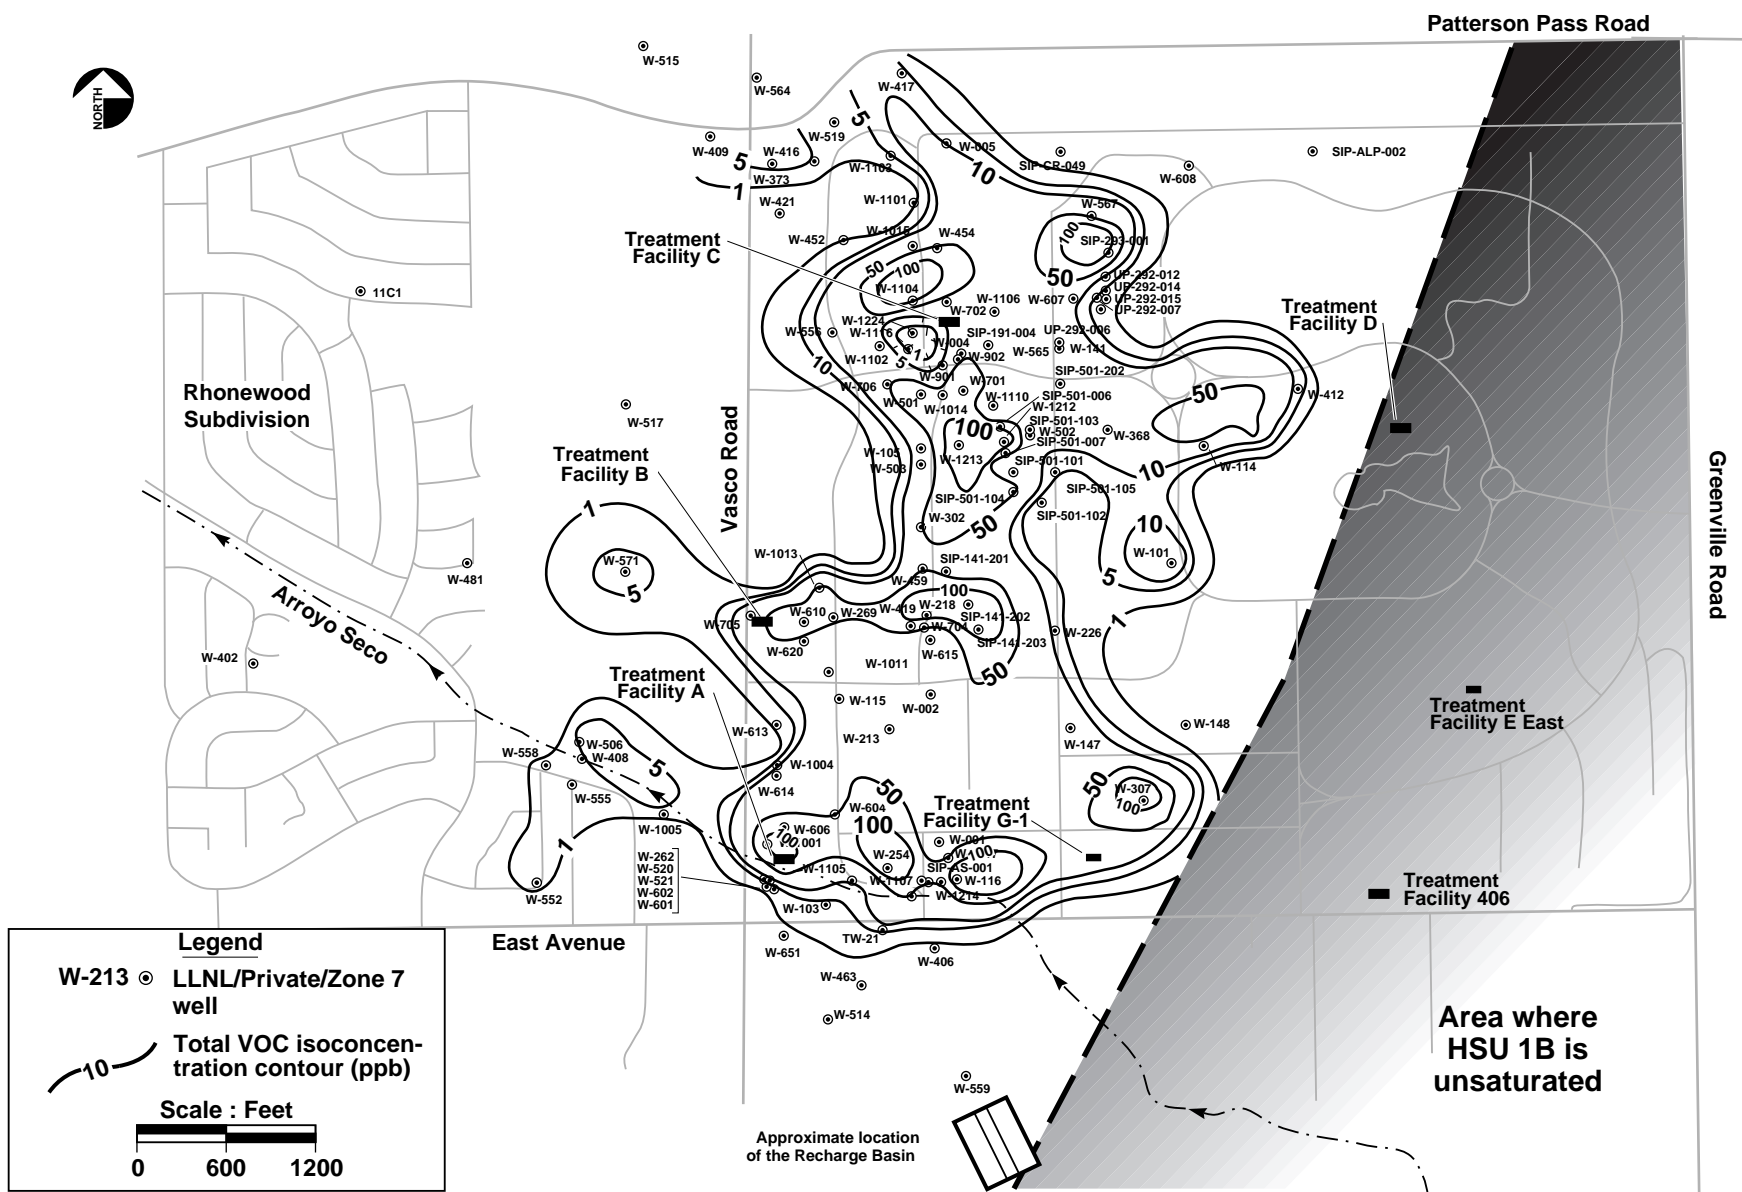 Patterson Pass Road
NORTH
W-515
W-564
W-417
W-519
W-409
W-416
W-373
5
5
1
W-1103
W-005
10
SIP-CR-049
W-608
SIP-ALP-002
W-421
W-1101
W-567
W-452
W-1015
W-454
100
SIP-293-001
Treatment
Facility C
50
100
50
W-1104
UP-292-012
UP-292-014
UP-292-015
UP-292-007
11C1
W-702
W-1106
W-607
Treatment
Facility D
W-1224
W-556
W-1116
W-004
SIP-191-004
UP-292-006
W-1102
1
5
W-902
W-565
W-141
10
W-901
SIP-501-202
W-706
W-701
Rhonewood
Subdivision
W-501
W-1014
W-1110
SIP-501-006
W-1212
50
W-412
W-517
SIP-501-103
100
W-502
W-368
SIP-501-007
Vasco Road
Treatment
Facility B
W-105
W-503
W-1213
SIP-501-101
10
W-114
SIP-501-105
SIP-501-104
SIP-501-102
Greenville Road
1
W-302
50
10
W-1013
W-101
W-571
5
SIP-141-201
W-459
5
W-481
100
Arroyo Seco
W-705
W-610
W-269
W-419
W-218
SIP-141-202
1
W-704
W-226
W-620
W-615
SIP-141-203
W-402
W-1011
50
Treatment
Facility A
W-115
W-002
Treatment
Facility E East
W-613
W-213
W-147
W-148
W-506
W-558
W-408
5
W-1004
W-555
W-614
50
50
W-307
100
W-1005
W-604
Treatment
Facility G-1
W-606
100
100
001
1
W-001
W-254
100
W-262
W-520
W-521
W-602
W-601
W-1105
SIP-AS-001
W-1107
W-116
Treatment
Facility 406
W-552
W-103
W-1214
East Avenue
W-651
TW-21
W-406
W-463
W-514
W-559
Area where
HSU 1B is
unsaturated
Approximate location
of the Recharge Basin
Legend
W-213
LLNL/Private/Zone 7
well
10
Total VOC isoconcen-
tration contour (ppb)
Scale : Feet
0
600
1200